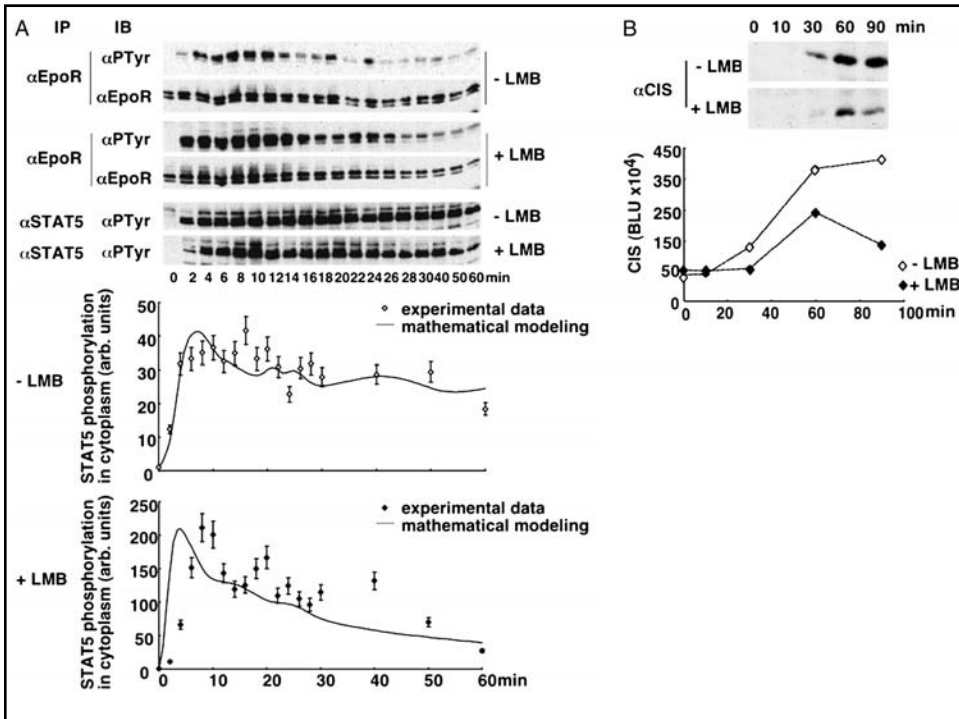 A IP IB
αEpoR αPTyr
αEpoR
- LMB
αEpoR αPTyr
αEpoR
+ LMB
αSTAT5 αPTyr - LMB
αSTAT5 αPTyr + LMB
0 2 4 6 8 10 12 14 16 18 20 22 24 26 28 30 40 50 60 min
- LMB
STAT5 phosphorylation
in cytoplasm (arb. units)
50
40
30
20
10
0
experimental data
mathematical modeling
+ LMB
STAT5 phosphorylation
in cytoplasm (arb. units)
250
200
150
100
50
0
experimental data
mathematical modeling
0 10 20 30 40 50 60 min
B 0 10 30 60 90 min
αCIS
- LMB
+ LMB
CIS (BLU x10⁴)
450
350
250
150
50
0
- LMB
+ LMB
0 20 40 60 80 100 min